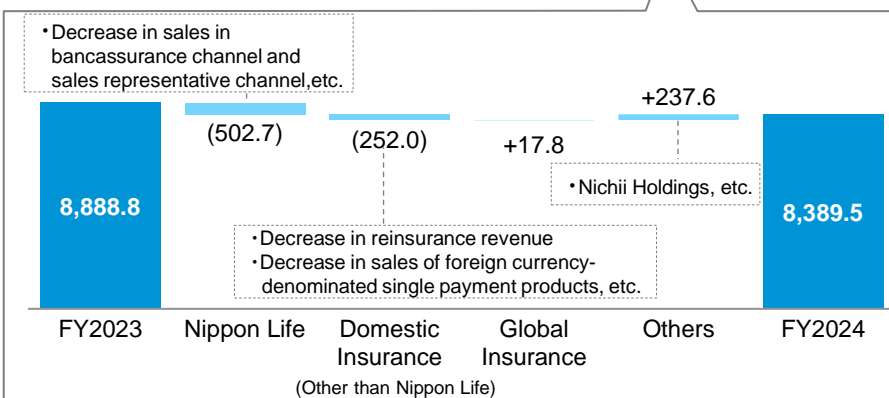 ・Decrease in sales in
bancassurance channel and
sales representative channel,etc.
8,888.8
(502.7)
(252.0)
+17.8
+237.6
・Nichii Holdings, etc.
8,389.5
・Decrease in reinsurance revenue
・Decrease in sales of foreign currency-
denominated single payment products, etc.
FY2023
Nippon Life
Domestic
Insurance
(Other than Nippon Life)
Global
Insurance
Others
FY2024